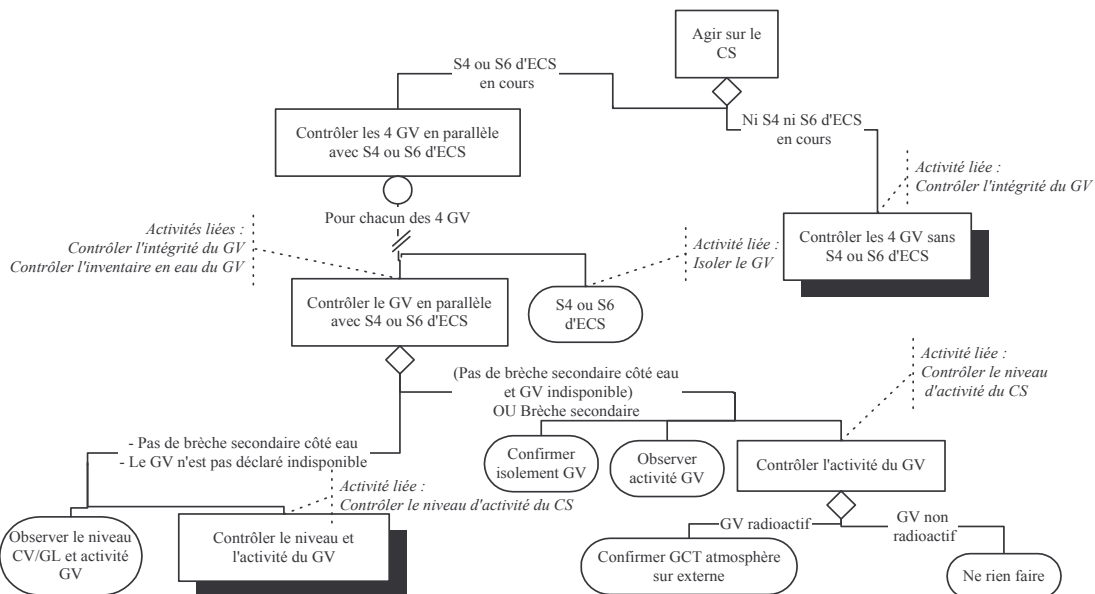 Agir sur le
CS
S4 ou S6 d'ECS
en cours
Ni S4 ni S6 d'ECS
en cours
Contrôler les 4 GV en parallèle
avec S4 ou S6 d'ECS
Activité liée :
Contrôler l'intégrité du GV
Pour chacun des 4 GV
Activités liées :
Contrôler l'intégrité du GV
Contrôler l'inventaire en eau du GV
Activité liée :
Isoler le GV
Contrôler les 4 GV sans
S4 ou S6 d'ECS
Contrôler le GV en parallèle
avec S4 ou S6 d'ECS
S4 ou S6
d'ECS
(Pas de brèche secondaire côté eau
et GV indisponible)
OU Brèche secondaire
Activité liée :
Contrôler le niveau
d'activité du CS
- Pas de brèche secondaire côté eau
- Le GV n'est pas déclaré indisponible
Confirmer
isolement GV
Observer
activité GV
Contrôler l'activité du GV
Activité liée :
Contrôler le niveau d'activité du CS
Observer le niveau
CV/GL et activité
GV
Contrôler le niveau et
l'activité du GV
GV radioactif
GV non
radioactif
Confirmer GCT atmosphère
sur externe
Ne rien faire